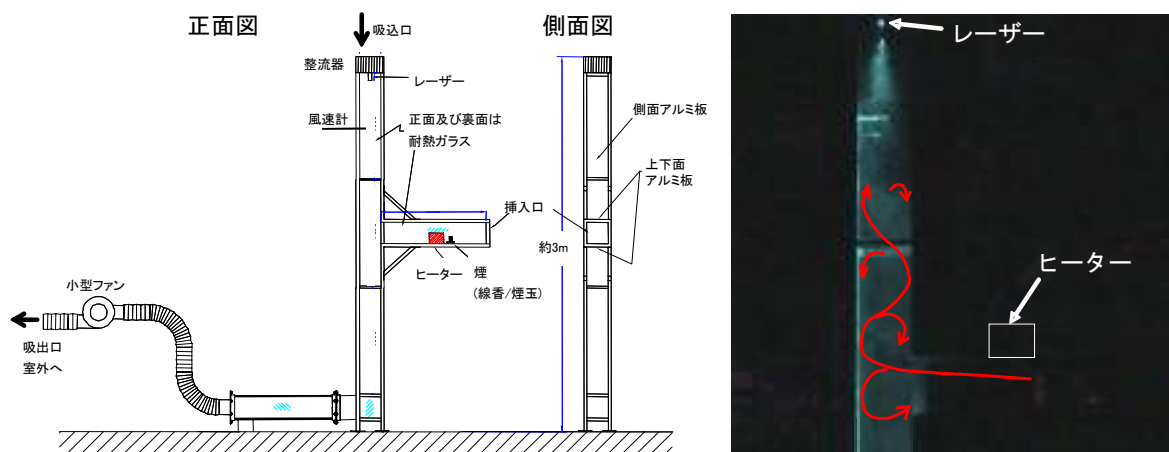 正面図
吸込口
整流器
レーザー
風速計
正面及び裏面は
耐熱ガラス
挿入口
ヒーター
煙
(線香/煙玉)
小型ファン
吸出口
室外へ
側面図
側面アルミ板
上下面
アルミ板
約3m
レーザー
ヒーター